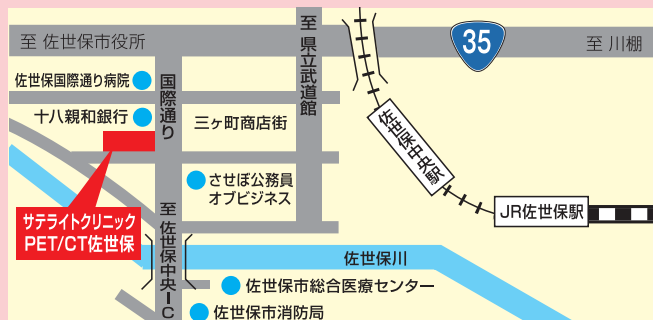 至 佐世保市役所
至 県立武道館
35
至 川棚
佐世保国際通り病院
国際通り
十八親和銀行
三ヶ町商店街
佐世保中央駅
させぼ公務員
オブビジネス
JR佐世保駅
サテライトクリニック
PET/CT佐世保
至 佐世保中央IC
佐世保川
佐世保市総合医療センター
佐世保市消防局